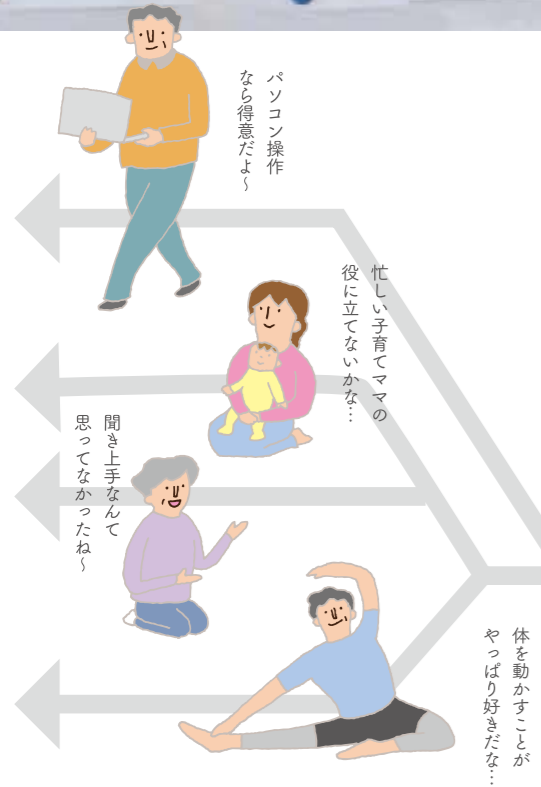 パソコン操作
なら得意だよ～
忙しい子育てママの
役に立てないかな…
聞き上手なんて
思ってなかったね～
体を動かすことが
やっぱり好きだな…